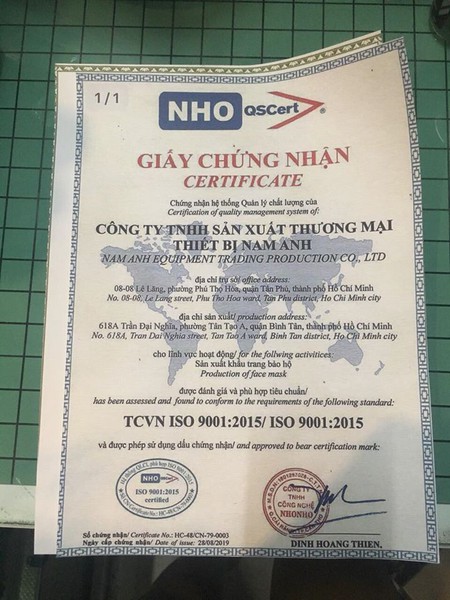 1/1
NHO QSCert ®
GIẤY CHỨNG NHẬN
CERTIFICATE
Chứng nhận hệ thống Quản lý chất lượng của
Certification of quality management system of:
CÔNG TY TNHH SẢN XUẤT THƯƠNG MẠI
THIẾT BỊ NAM ANH
NAM ANH EQUIPMENT TRADING PRODUCTION CO., LTD
địa chỉ trụ sở/ office address:
08-08 Lê Lăng, phường Phú Thọ Hòa, quận Tân Phú, thành phố Hồ Chí Minh
No. 08-08, Le Lang street, Phu Tho Hoa ward, Tan Phu district, Ho Chi Minh city
địa chỉ sản xuất/ production address:
618A Trần Đại Nghĩa, phường Tân Tạo A, quận Bình Tân, thành phố Hồ Chí Minh
No. 618A, Tran Dai Nghia street, Tan Tao A ward, Binh Tan district, Ho Chi Minh city
cho lĩnh vực hoạt động/ for the follwing activitices:
Sản xuất khẩu trang bảo hộ
Production of face mask
được đánh giá và phù hợp tiêu chuẩn/
has been assessed and found to conform to the requirements of the following standard:
TCVN ISO 9001:2015/ ISO 9001:2015
và được phép sử dụng dấu chứng nhận/ and approved to bear certification mark:
NHO QSCert
ISO 9001:2015
certified
CÔNG TY
TNHH
CÔNG NGHỆ
NHONHO
Số chứng nhận/ Certificate No.: HC-48/CN-79-0003
Ngày cấp chứng nhận/ Date of issue: 28/08/2019
DINH HOANG THIEN,